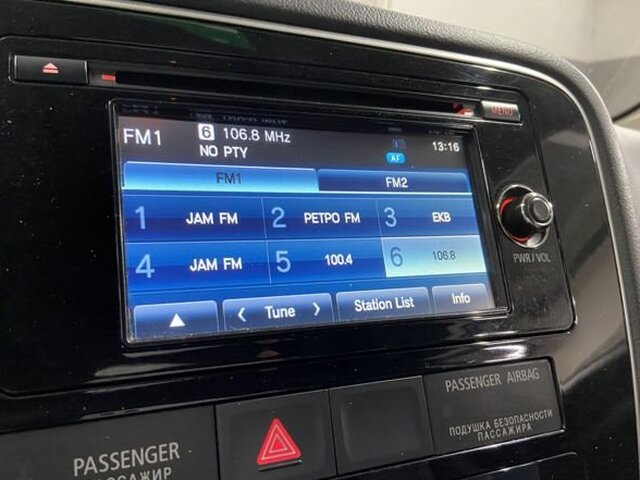 MENU
FM1
6 106.8 MHz
13:16
NO PTY
AF
FM1 FM2
1 JAM FM 2 РЕТРО FM 3 EKB
4 JAM FM 5 100.4 6 106.8
Tune Station List Info
PWR/VOL
PASSENGER AIRBAG
ПОДУШКА БЕЗОПАСНОСТИ
ПАССАЖИРА
PASSENGER
ПАССАЖИР